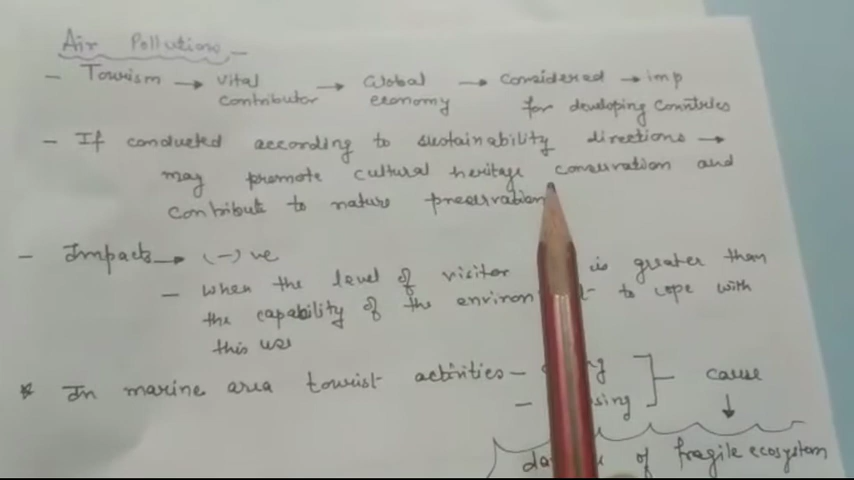 Air Pollution -
- Tourism → vital → Global → considered → imp
contributor economy for developing countries
- If conducted according to sustainability directions →
may promote cultural heritage conservation and
contribute to nature preservation
- Impacts → (-)ve
- when the level of visitor is greater than
the capability of the environ to cope with
this use
* In marine area tourist activities - cause
-
of fragile ecosystem